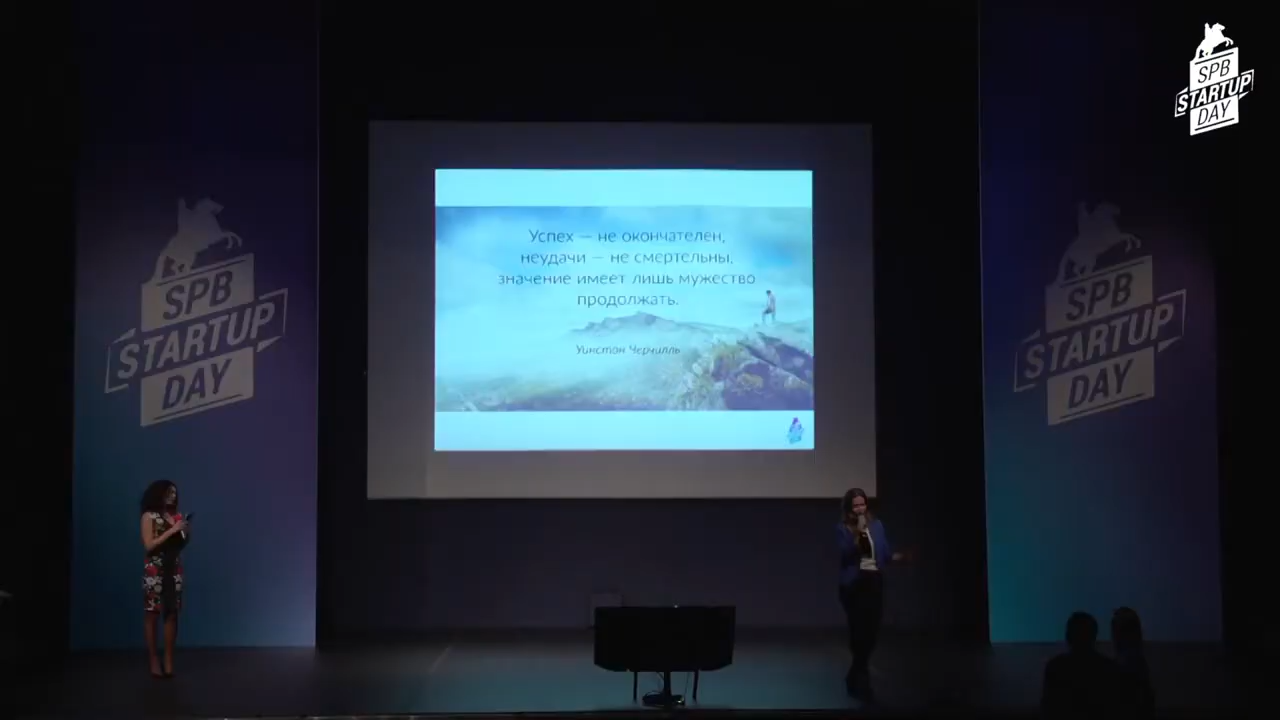 SPB
STARTUP
DAY
Успех — не окончателен,
неудачи — не смертельны,
значение имеет лишь мужество
продолжать.
Уинстон Черчилль
SPB
STARTUP
DAY
SPB
STARTUP
DAY